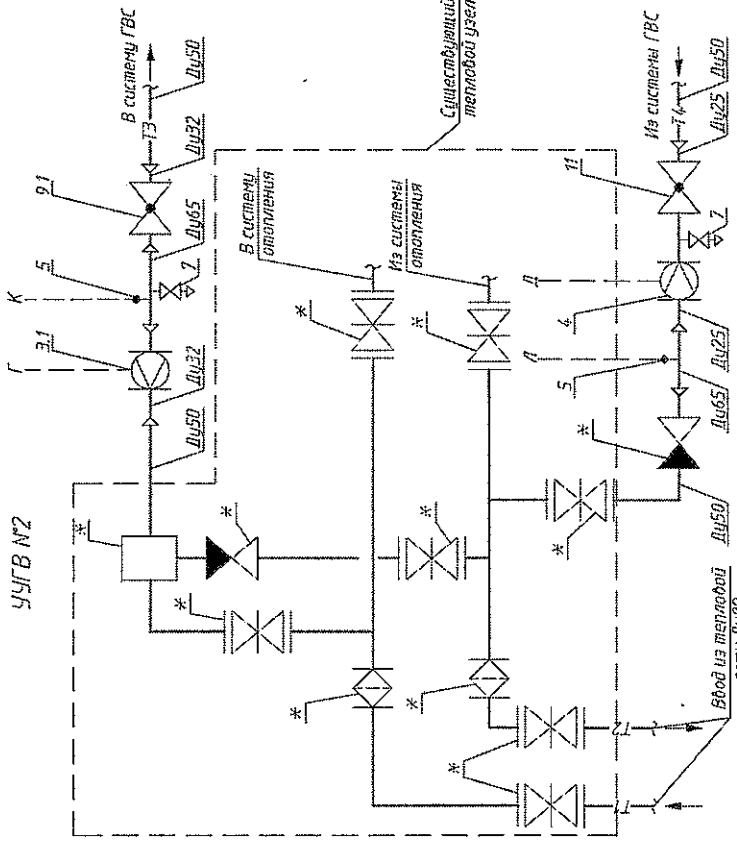 УУГВ №2
В систему ГВС
Т3
Ду50
Ду32
9.1
Ду65
5
К
7
3.1
Г
Ду32
Ду50
*
*
*
Существующий
тепловой узел
В систему
отопления
*
Из системы
отопления
*
*
*
*
*
*
Из системы ГВС
Т4
Ду50
Ду25
11
7
Д
4
Л
5
Ду25
Ду65
*
Ду50
Т2
Т1
Ввод из тепловой